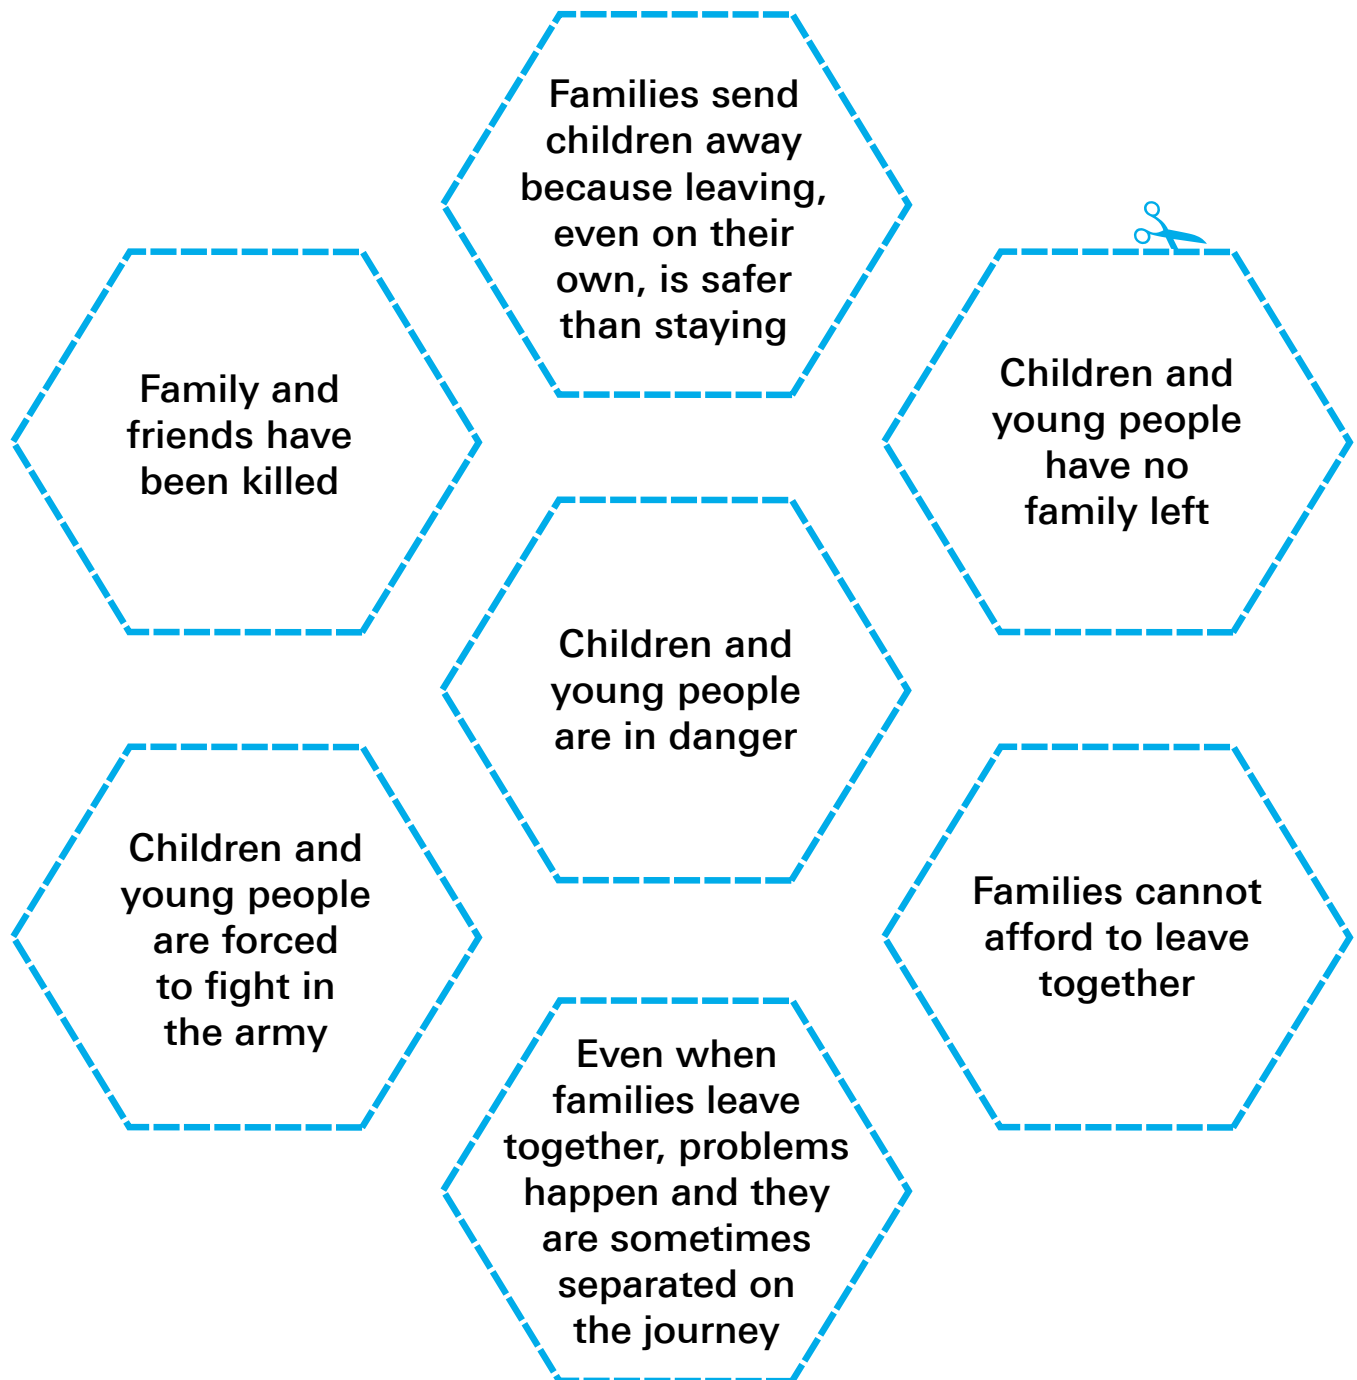 Families send
children away
because leaving,
even on their
own, is safer
than staying
Family and
friends have
been killed
Children and
young people
have no
family left
Children and
young people
are in danger
Children and
young people
are forced
to fight in
the army
Families cannot
afford to leave
together
Even when
families leave
together, problems
happen and they
are sometimes
separated on
the journey